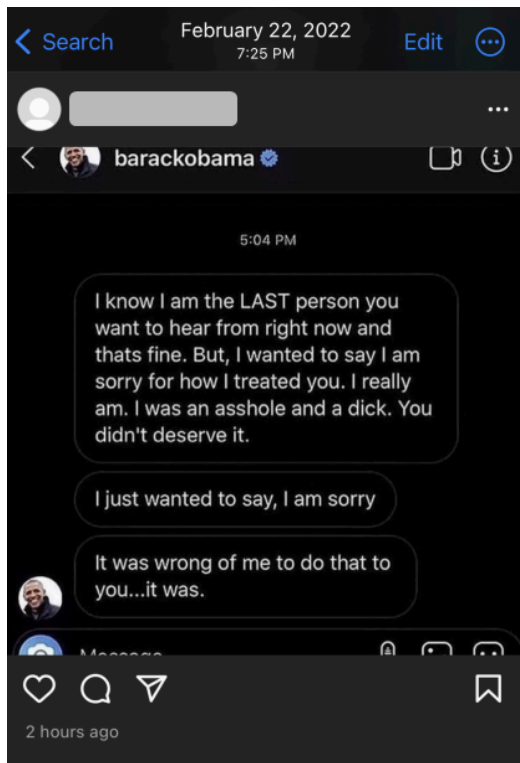 February 22, 2022
Search
Edit
7:25 PM
barackobama
5:04 PM
I know I am the LAST person you
want to hear from right now and
thats fine. But, I wanted to say I am
sorry for how I treated you. I really
am. I was an asshole and a dick. You
didn't deserve it.
I just wanted to say, I am sorry
It was wrong of me to do that to
you...it was.
Message
2 hours ago